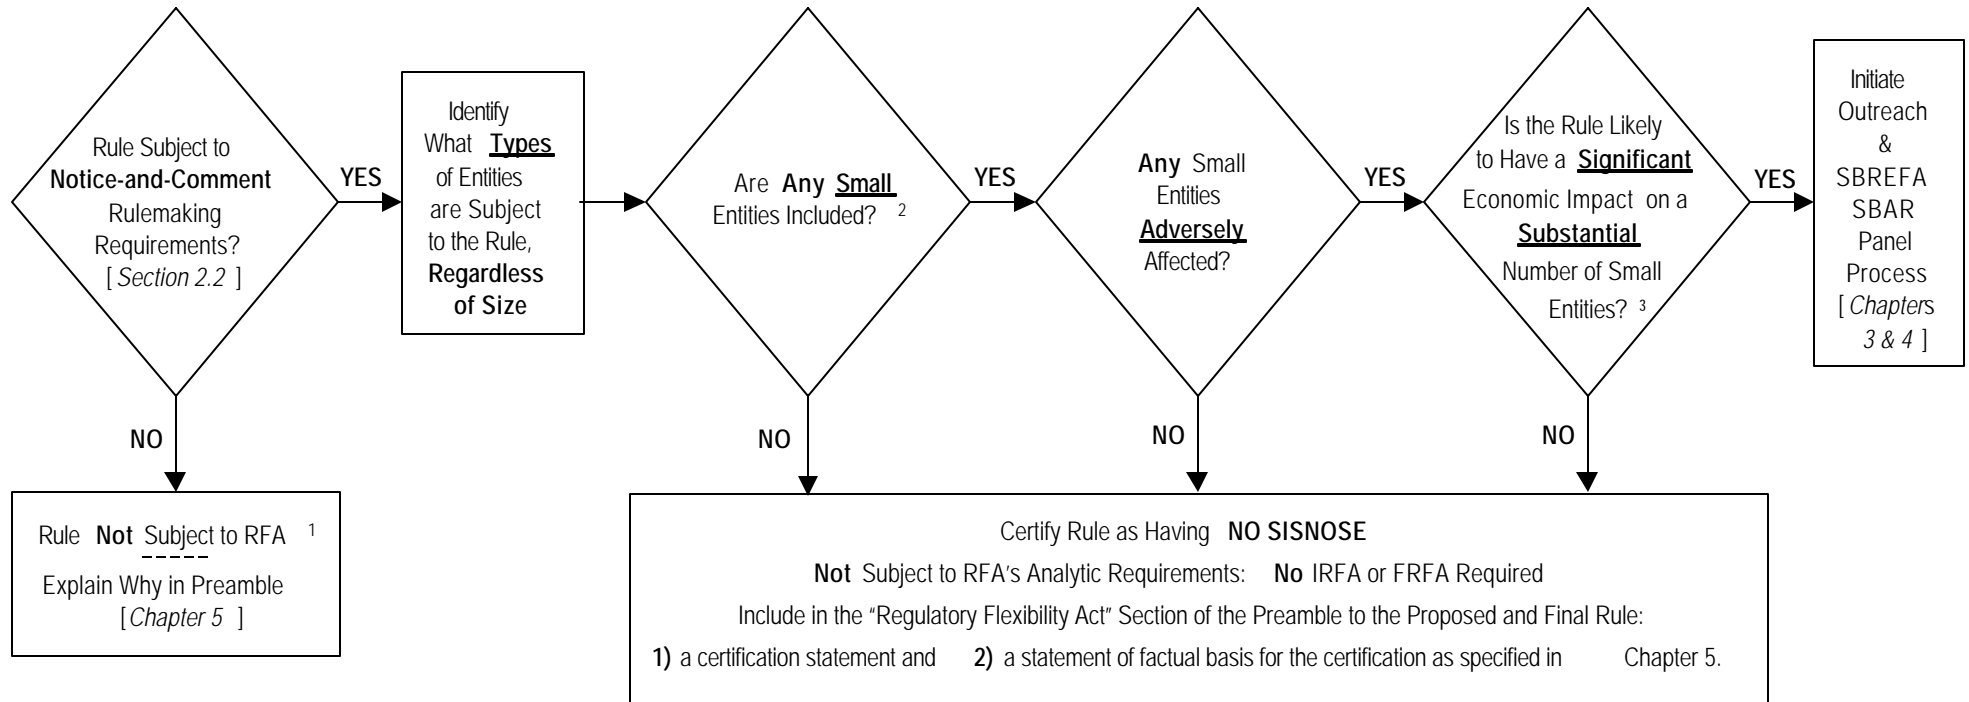 Rule Subject to
Notice-and-Comment
Rulemaking
Requirements?
[ Section 2.2 ]
YES
NO
Rule Not Subject to RFA 1
Explain Why in Preamble
[ Chapter 5 ]
Identify
What Types
of Entities
are Subject
to the Rule,
Regardless
of Size
Are Any Small
Entities Included? 2
YES
NO
Any Small
Entities
Adversely
Affected?
YES
NO
Is the Rule Likely
to Have a Significant
Economic Impact on a
Substantial
Number of Small
Entities? 3
YES
NO
Initiate
Outreach
&
SBREFA
SBAR
Panel
Process
[ Chapters
3 & 4 ]
Certify Rule as Having NO SISNOSE
Not Subject to RFA's Analytic Requirements: No IRFA or FRFA Required
Include in the "Regulatory Flexibility Act" Section of the Preamble to the Proposed and Final Rule:
1) a certification statement and 2) a statement of factual basis for the certification as specified in Chapter 5.